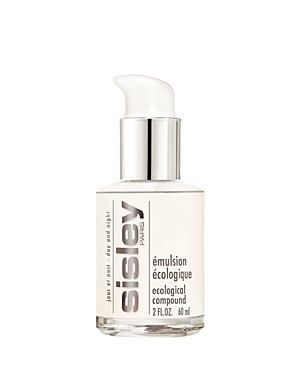 jour et nuit - day and night
sisley
PARIS
émulsion
écologique
ecological
compound
2 FL.OZ. 60 ml